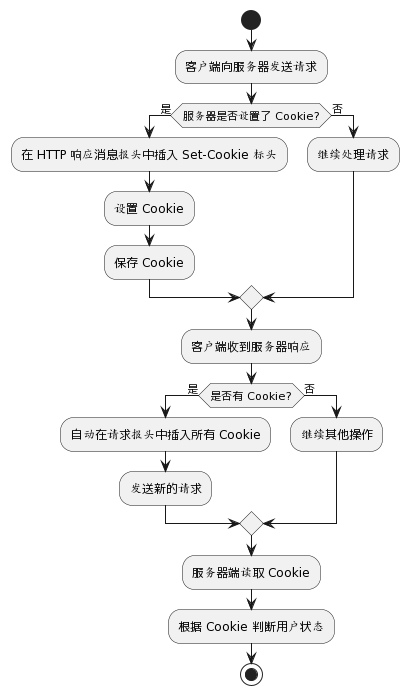 客户端向服务器发送请求
是
服务器是否设置了 Cookie?
否
在 HTTP 响应消息报头中插入 Set-Cookie 标头
继续处理请求
设置 Cookie
保存 Cookie
客户端收到服务器响应
是
是否有 Cookie?
否
自动在请求报头中插入所有 Cookie
继续其他操作
发送新的请求
服务器端读取 Cookie
根据 Cookie 判断用户状态